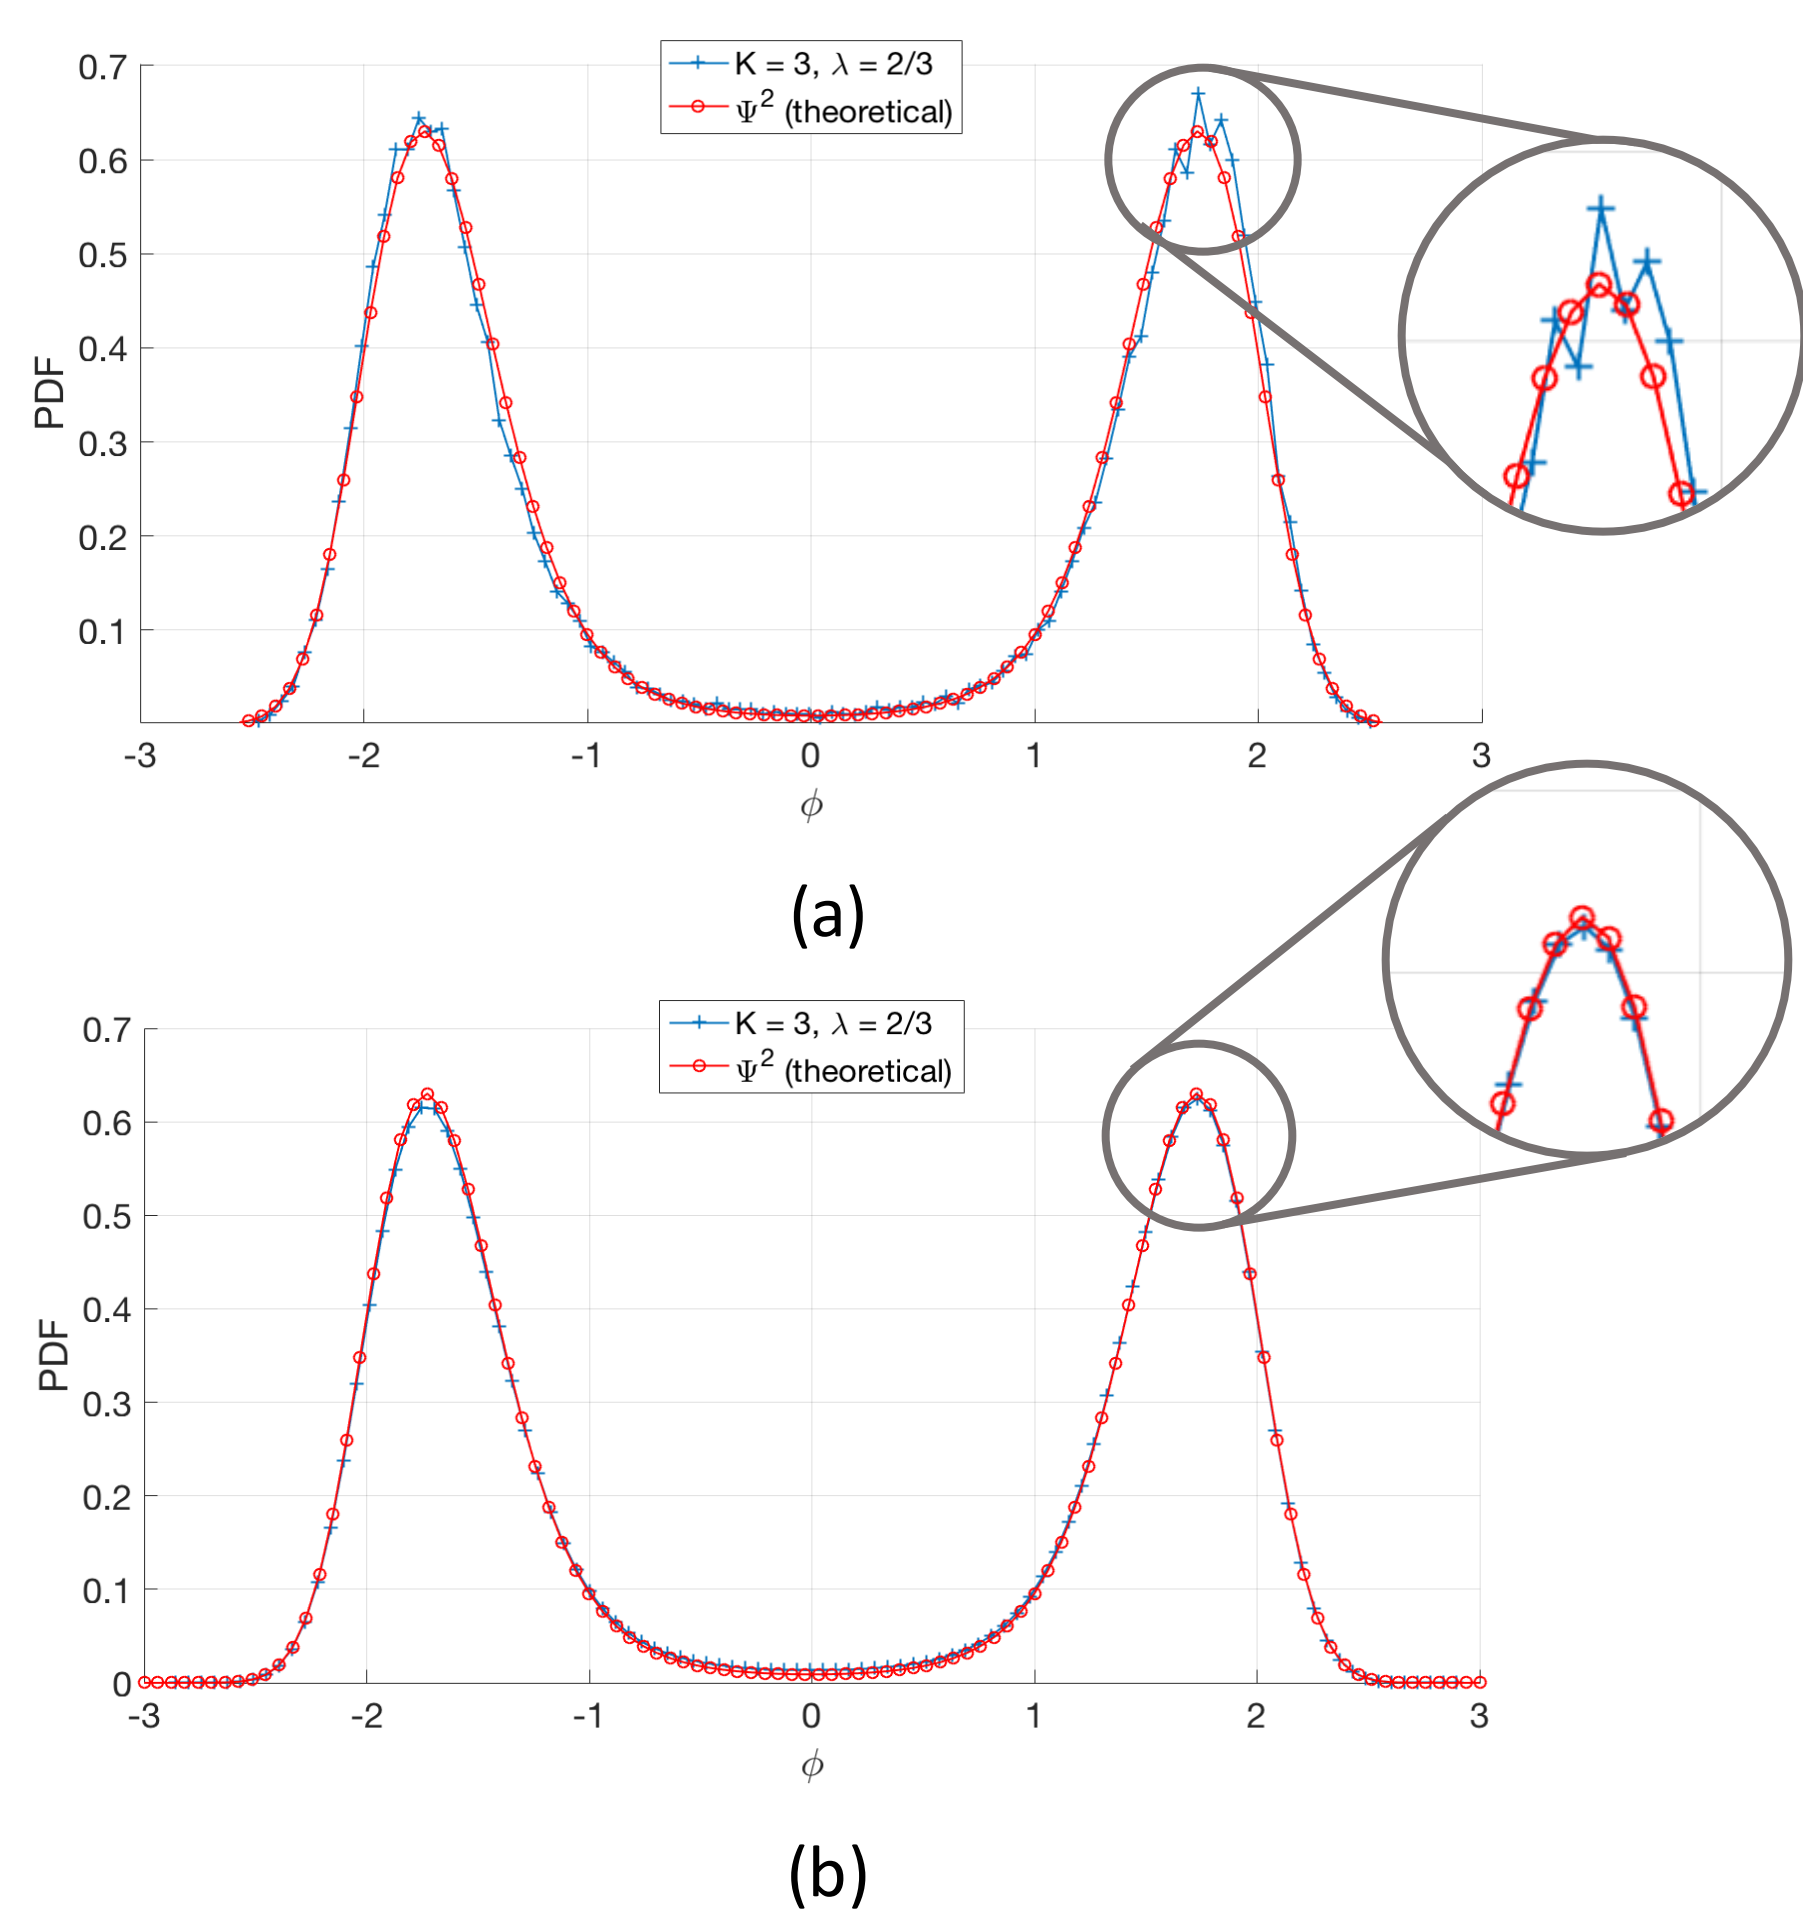 K = 3, λ = 2/3
Ψ² (theoretical)
0.7
0.6
0.5
0.4
0.3
0.2
0.1
PDF
-3 -2 -1 0 1 2 3
ϕ
(a)
K = 3, λ = 2/3
Ψ² (theoretical)
0.7
0.6
0.5
0.4
0.3
0.2
0.1
0
PDF
-3 -2 -1 0 1 2 3
ϕ
(b)